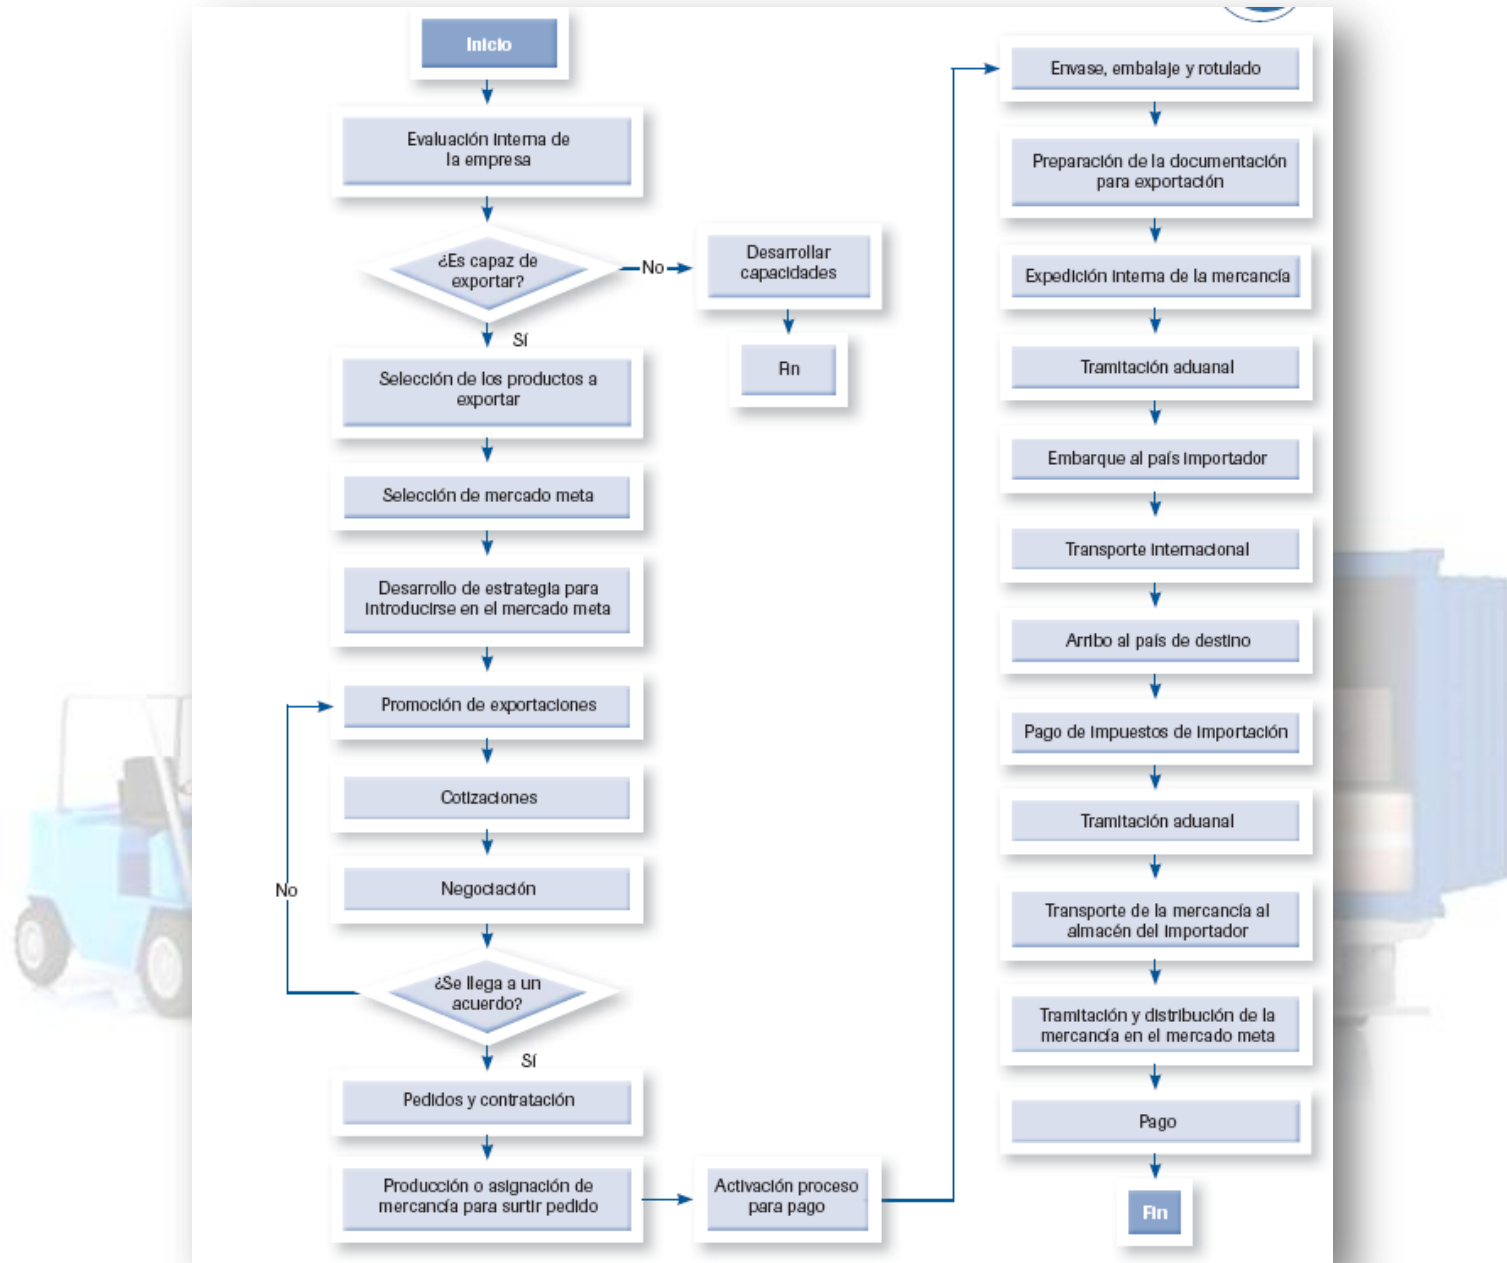 Inicio
Evaluación interna de
la empresa
¿Es capaz de
exportar?
No
Desarrollar
capacidades
Fin
Sí
Selección de los productos a
exportar
Selección de mercado meta
Desarrollo de estrategia para
introducirse en el mercado meta
Promoción de exportaciones
Cotizaciones
Negociación
No
¿Se llega a un
acuerdo?
Sí
Pedidos y contratación
Producción o asignación de
mercancía para surtir pedido
Activación proceso
para pago
Envase, embalaje y rotulado
Preparación de la documentación
para exportación
Expedición interna de la mercancía
Tramitación aduanal
Embarque al país importador
Transporte internacional
Arribo al país de destino
Pago de impuestos de importación
Tramitación aduanal
Transporte de la mercancía al
almacén del importador
Tramitación y distribución de la
mercancía en el mercado meta
Pago
Fin